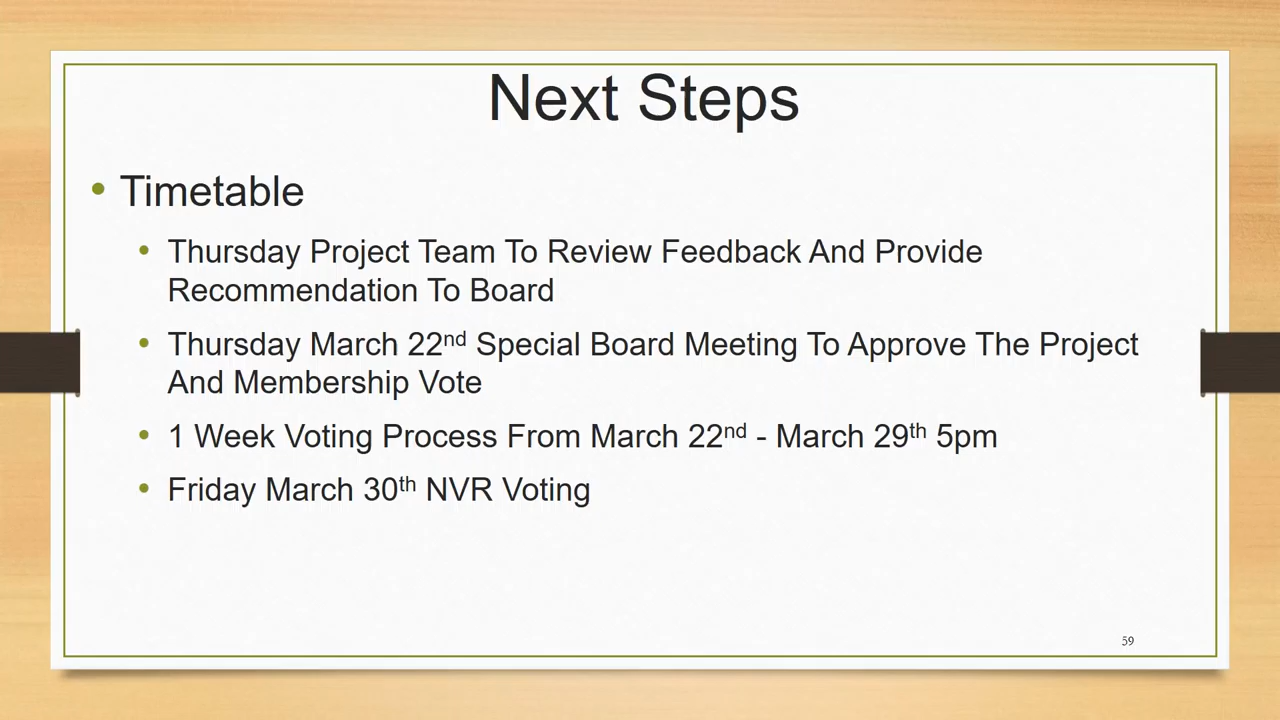 Next Steps
• Timetable
• Thursday Project Team To Review Feedback And Provide
Recommendation To Board
• Thursday March 22nd Special Board Meeting To Approve The Project
And Membership Vote
• 1 Week Voting Process From March 22nd - March 29th 5pm
• Friday March 30th NVR Voting
59